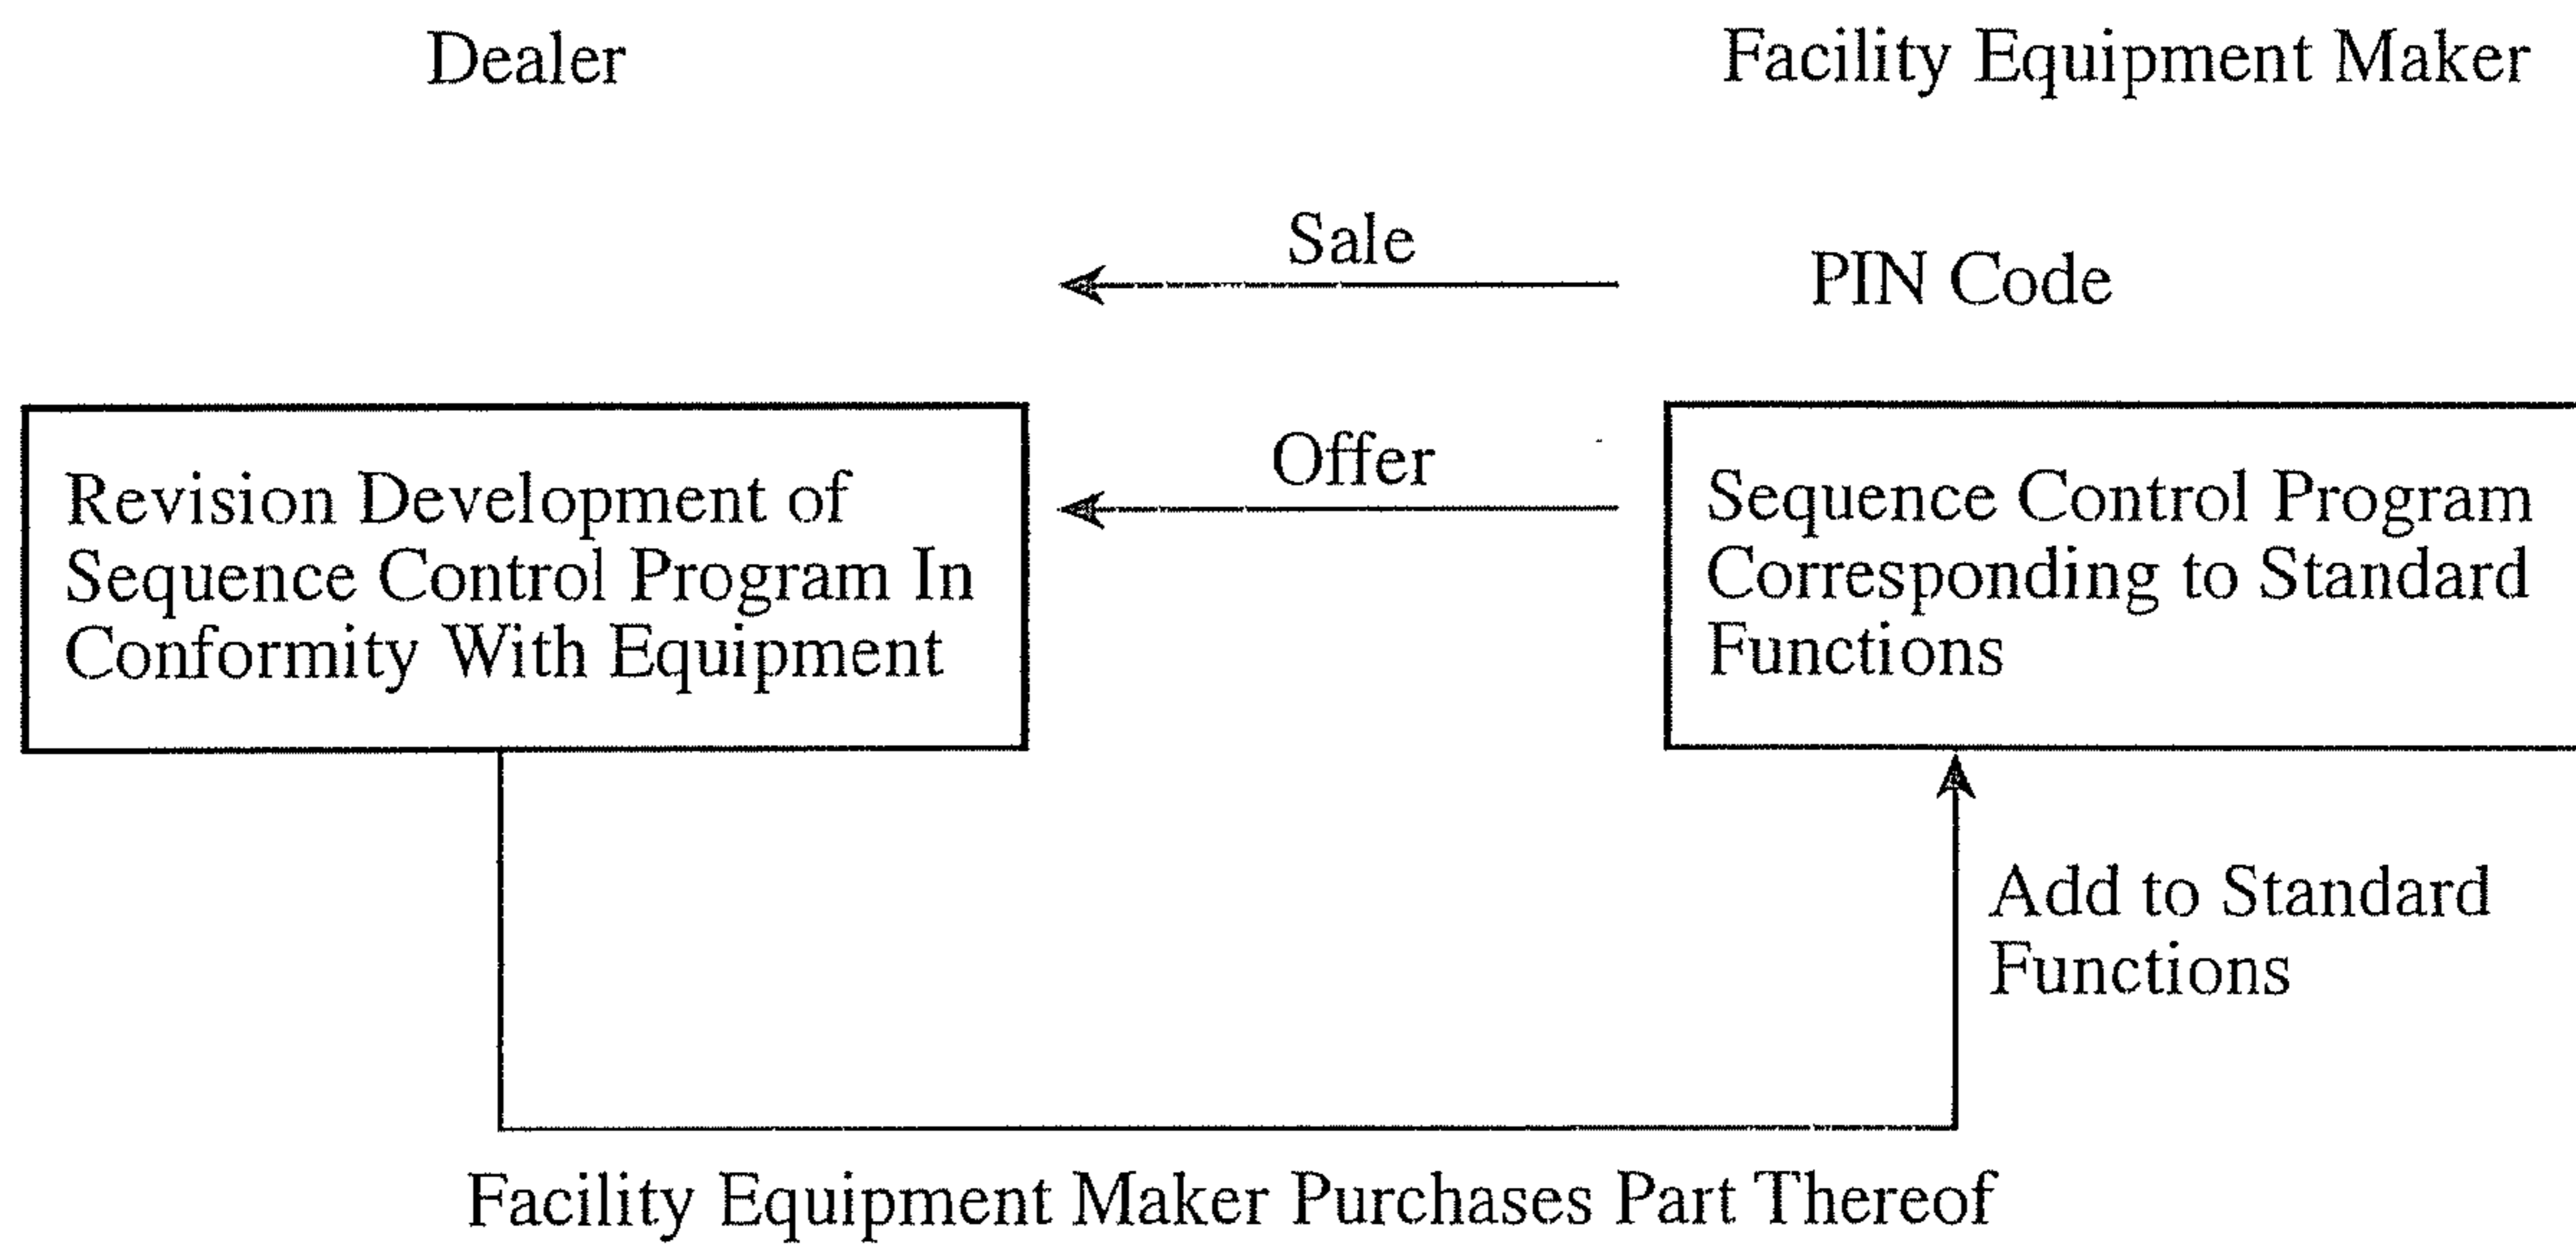 Dealer
Facility Equipment Maker
Sale
PIN Code
Offer
Revision Development of
Sequence Control Program In
Conformity With Equipment
Sequence Control Program
Corresponding to Standard
Functions
Add to Standard
Functions
Facility Equipment Maker Purchases Part Thereof